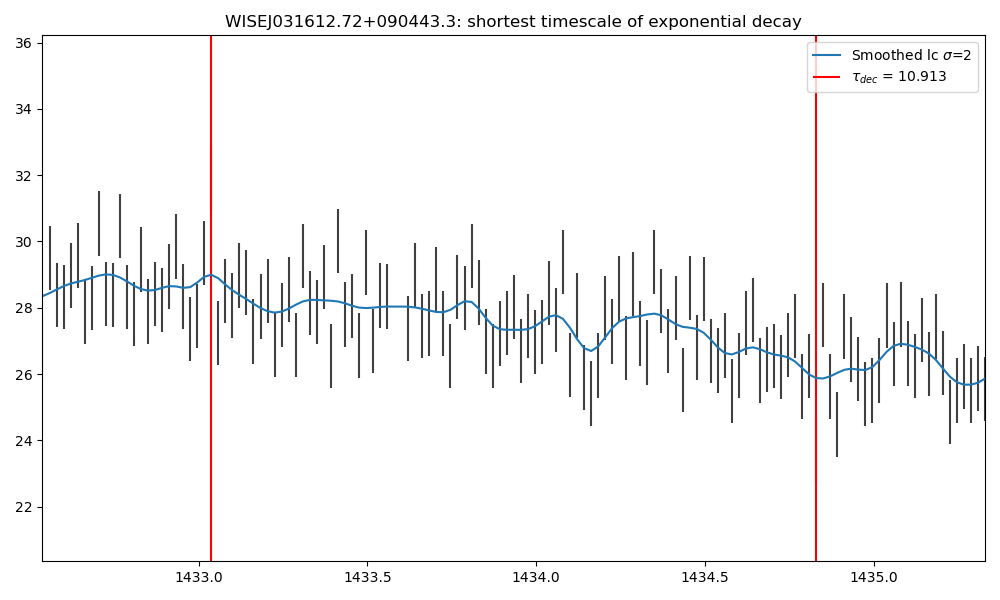 WISEJ031612.72+090443.3: shortest timescale of exponential decay
Smoothed lc σ=2
τ_dec = 10.913
36
34
32
30
28
26
24
22
1433.0 1433.5 1434.0 1434.5 1435.0